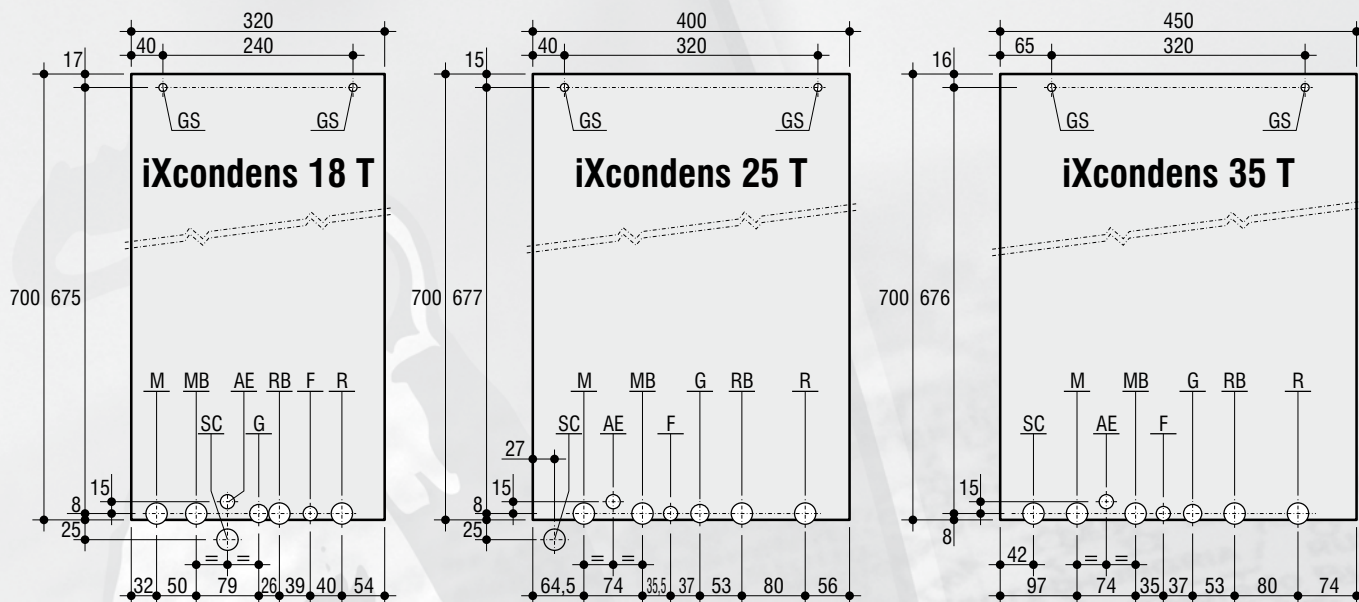 320
40 240
17
GS GS
iXcondens 18 T
700 675
M MB AE RB F R
SC G
15
8
25
= =
32 50 79 26 39 40 54
400
40 320
15
GS GS
iXcondens 25 T
700 677
M MB G RB R
SC AE F
27
15
8
25
= =
64,5 74 35,5 37 53 80 56
450
65 320
16
GS GS
iXcondens 35 T
700 676
M MB G RB R
SC AE F
15
8
42 = =
97 74 35 37 53 80 74